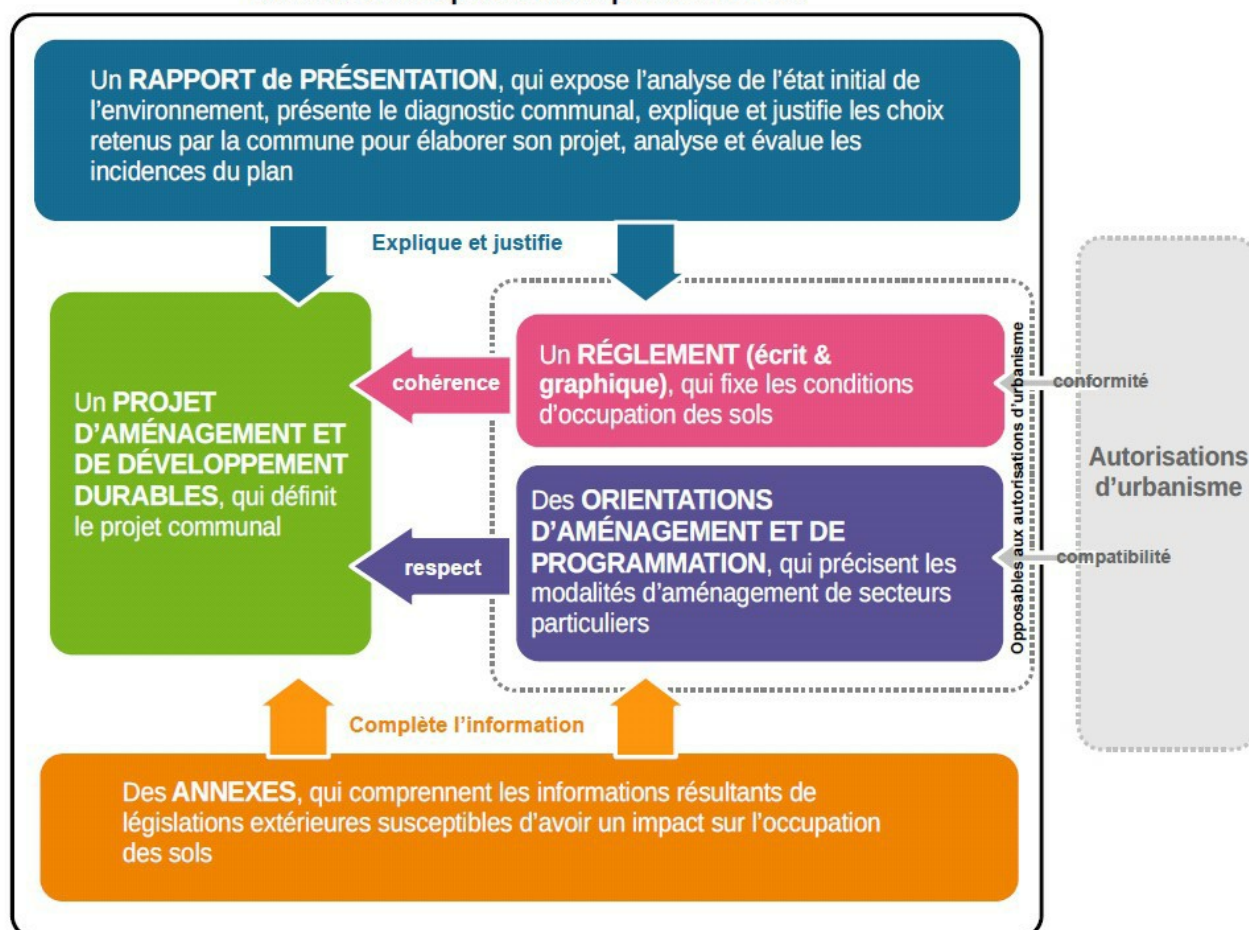 Un RAPPORT de PRÉSENTATION, qui expose l'analyse de l'état initial de
l'environnement, présente le diagnostic communal, explique et justifie les choix
retenus par la commune pour élaborer son projet, analyse et évalue les
incidences du plan
Explique et justifie
Un PROJET
D'AMÉNAGEMENT ET
DE DÉVELOPPEMENT
DURABLES, qui définit
le projet communal
cohérence
respect
Un RÉGLEMENT (écrit &
graphique), qui fixe les conditions
d'occupation des sols
Des ORIENTATIONS
D'AMÉNAGEMENT ET DE
PROGRAMMATION, qui précisent les
modalités d'aménagement de secteurs
particuliers
Opposables aux autorisations d'urbanisme
conformité
compatibilité
Autorisations
d'urbanisme
Complète l'information
Des ANNEXES, qui comprennent les informations résultants de
législations extérieures susceptibles d'avoir un impact sur l'occupation
des sols